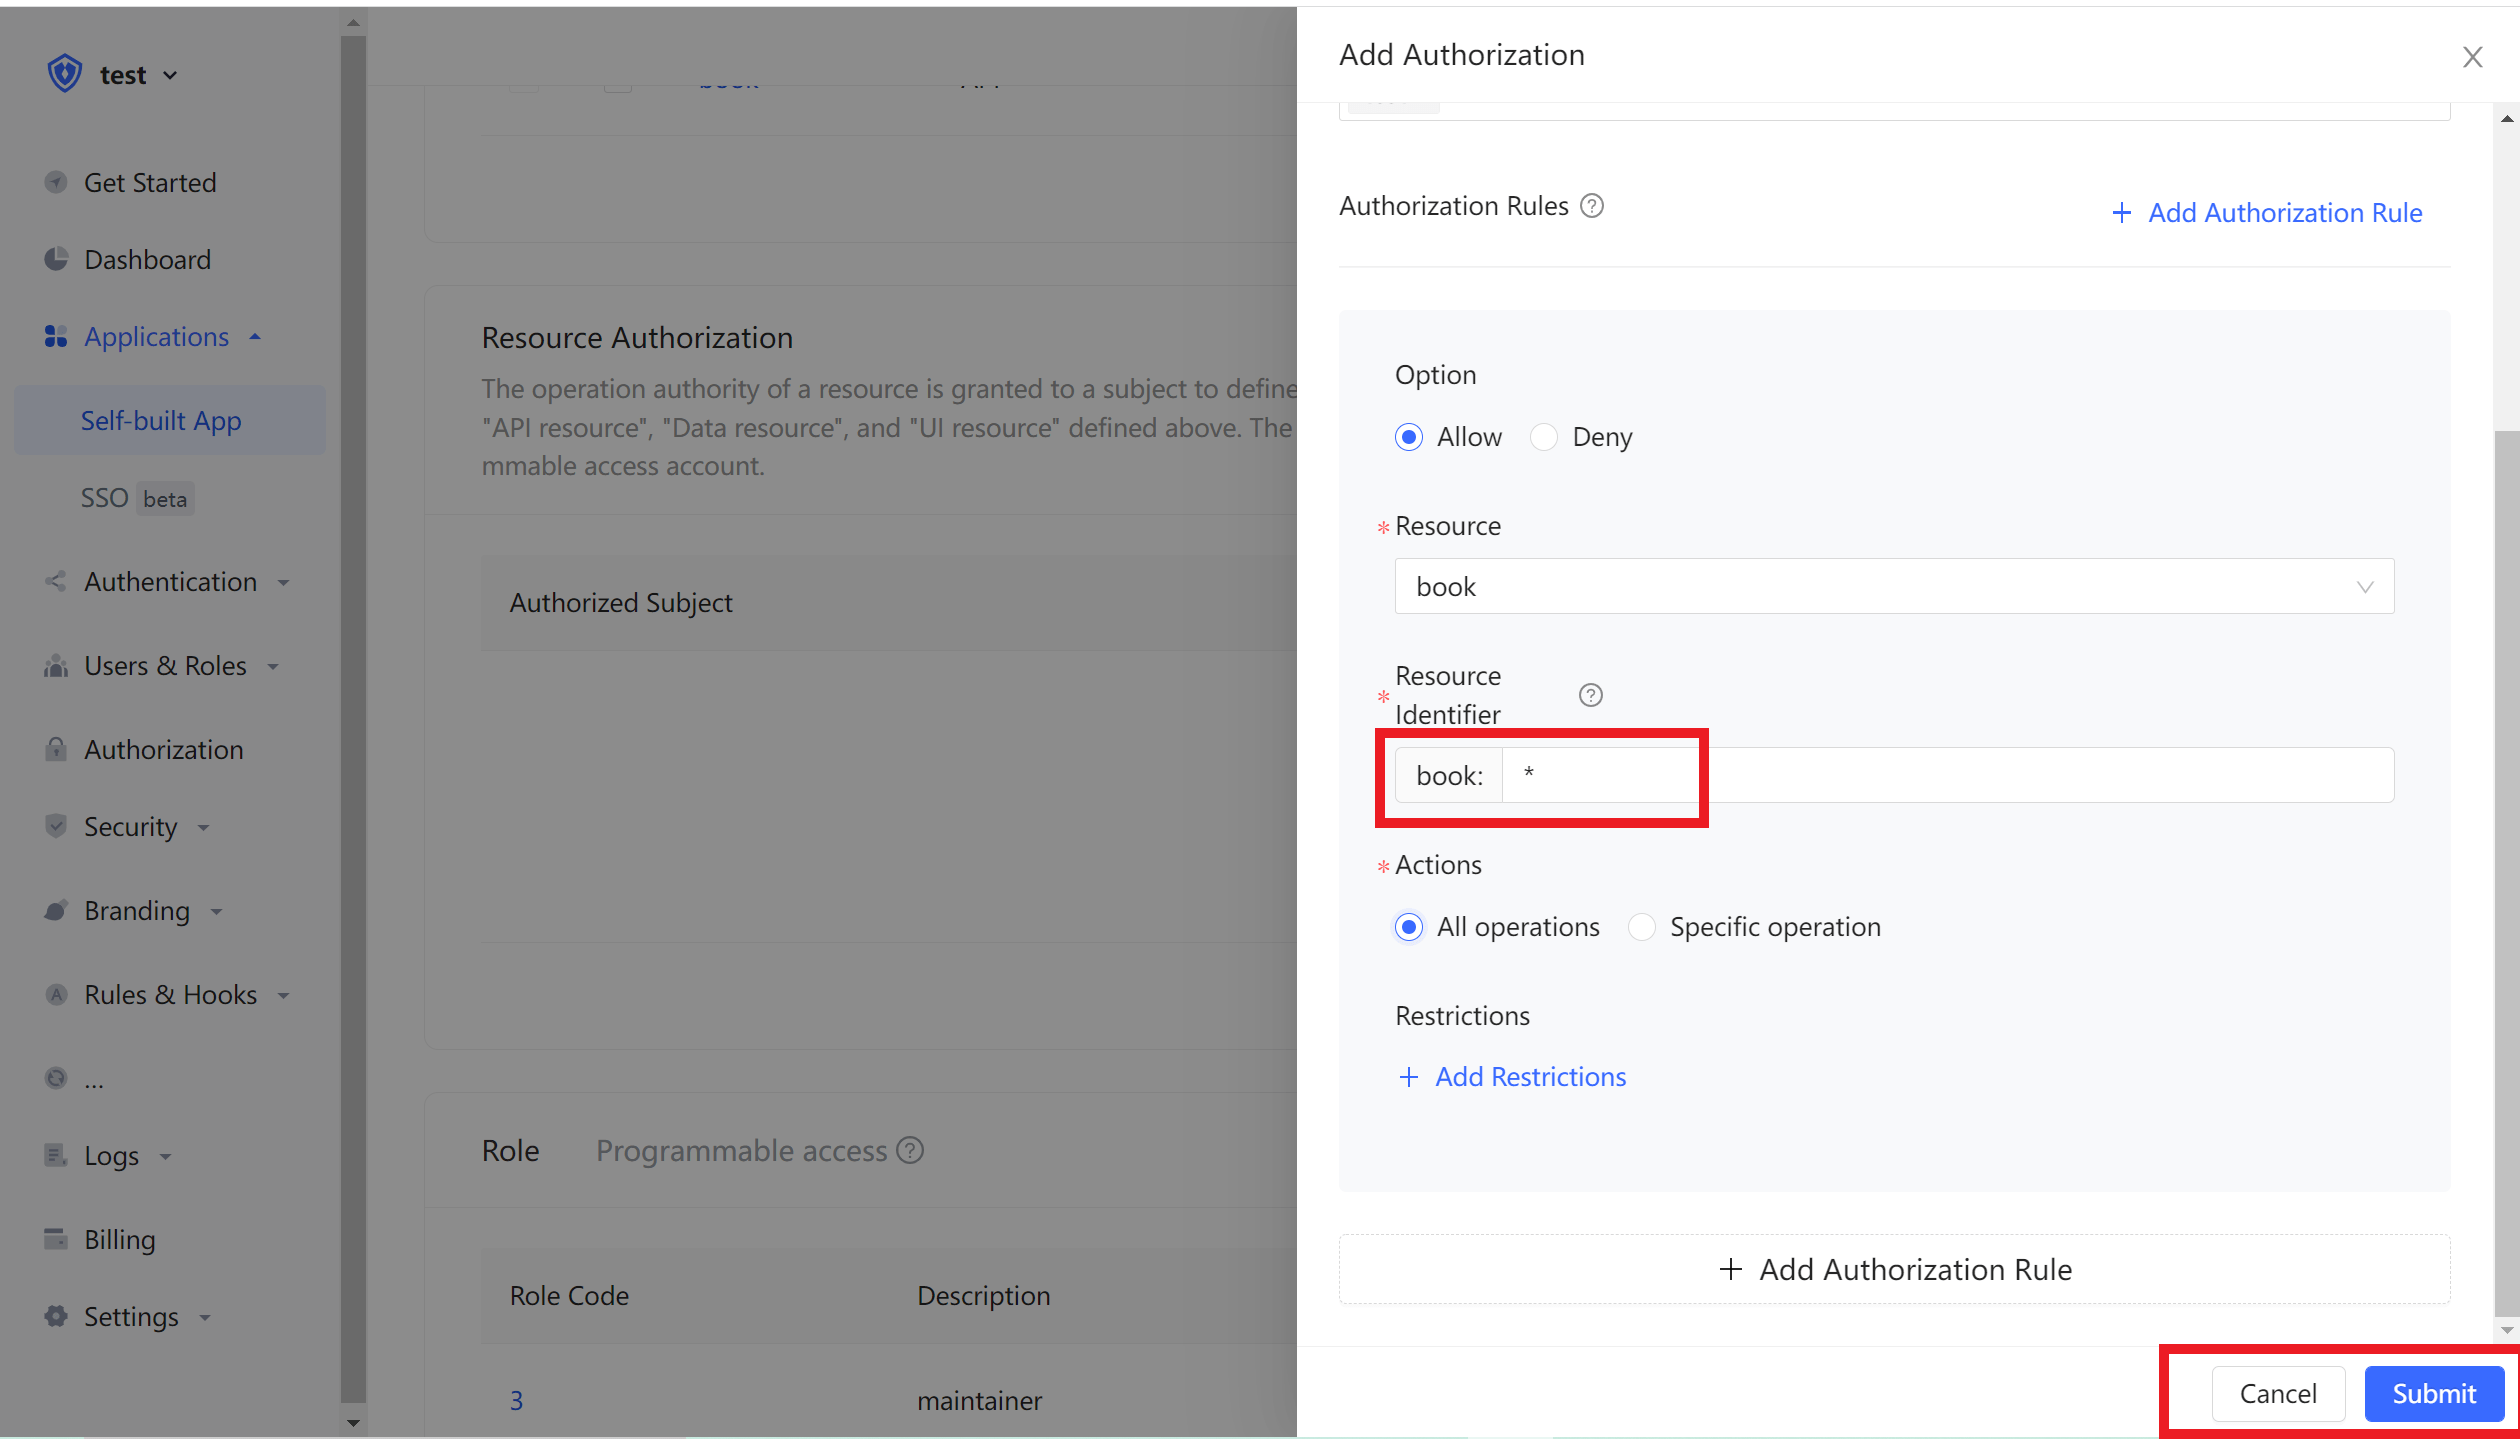 test
Get Started
Dashboard
Applications
Self-built App
SSO beta
Authentication
Users & Roles
Authorization
Security
Branding
Rules & Hooks
...
Logs
Billing
Settings
book
API
Resource Authorization
The operation authority of a resource is granted to a subject to define
"API resource", "Data resource", and "UI resource" defined above. The
mmable access account.
Authorized Subject
Role Programmable access ?
Role Code Description
3 maintainer
Add Authorization
Authorization Rules ?
+ Add Authorization Rule
Option
Allow Deny
* Resource
book
* Resource
Identifier ?
book: *
* Actions
All operations Specific operation
Restrictions
+ Add Restrictions
+ Add Authorization Rule
Cancel Submit